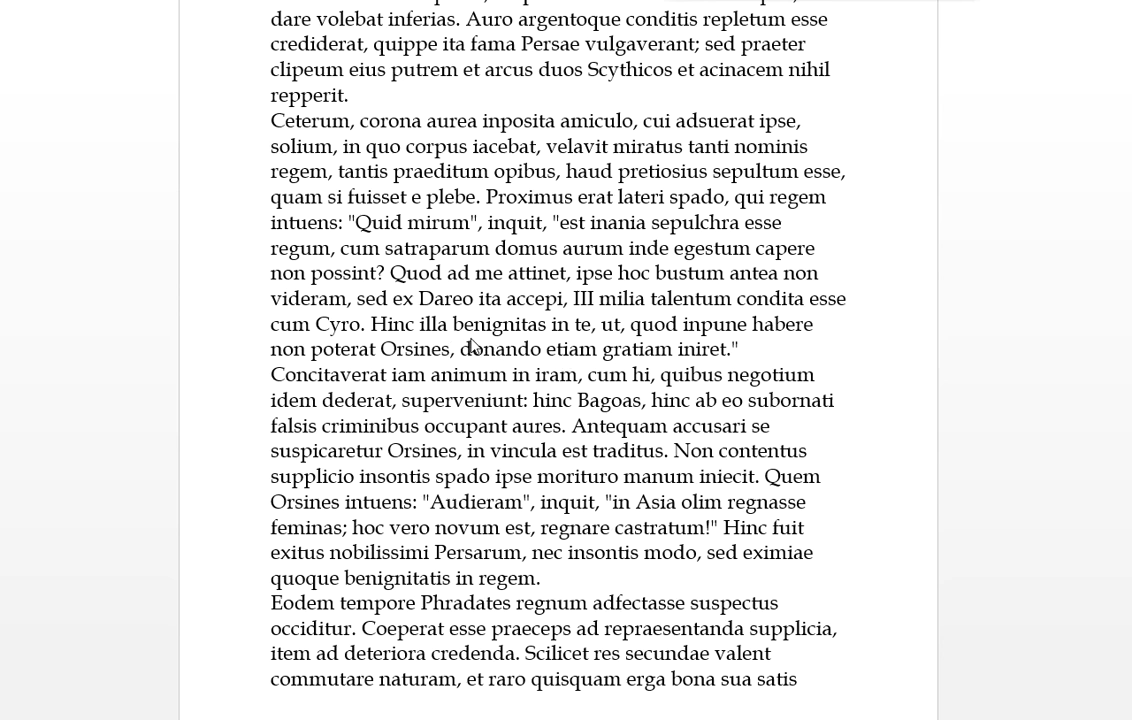 dare volebat inferias. Auro argentoque conditis repletum esse
crediderat, quippe ita fama Persae vulgaverant; sed praeter
clipeum eius putrem et arcus duos Scythicos et acinacem nihil
repperit.
Ceterum, corona aurea inposita amiculo, cui adsuerat ipse,
solium, in quo corpus iacebat, velavit miratus tanti nominis
regem, tantis praeditum opibus, haud pretiosius sepultum esse,
quam si fuisset e plebe. Proximus erat lateri spado, qui regem
intuens: "Quid mirum", inquit, "est inania sepulchra esse
regum, cum satraparum domus aurum inde egestum capere
non possint? Quod ad me attinet, ipse hoc bustum antea non
videram, sed ex Dareo ita accepi, III milia talentum condita esse
cum Cyro. Hinc illa benignitas in te, ut, quod inpune habere
non poterat Orsines, donando etiam gratiam iniret."
Concitaverat iam animum in iram, cum hi, quibus negotium
idem dederat, superveniunt: hinc Bagoas, hinc ab eo subornati
falsis criminibus occupant aures. Antequam accusari se
suspicaretur Orsines, in vincula est traditus. Non contentus
supplicio insontis spado ipse morituro manum iniecit. Quem
Orsines intuens: "Audieram", inquit, "in Asia olim regnasse
feminas; hoc vero novum est, regnare castratum!" Hinc fuit
exitus nobilissimi Persarum, nec insontis modo, sed eximiae
quoque benignitatis in regem.
Eodem tempore Phradates regnum adfectasse suspectus
occiditur. Coeperat esse praeceps ad repraesentanda supplicia,
item ad deteriora credenda. Scilicet res secundae valent
commutare naturam, et raro quisquam erga bona sua satis